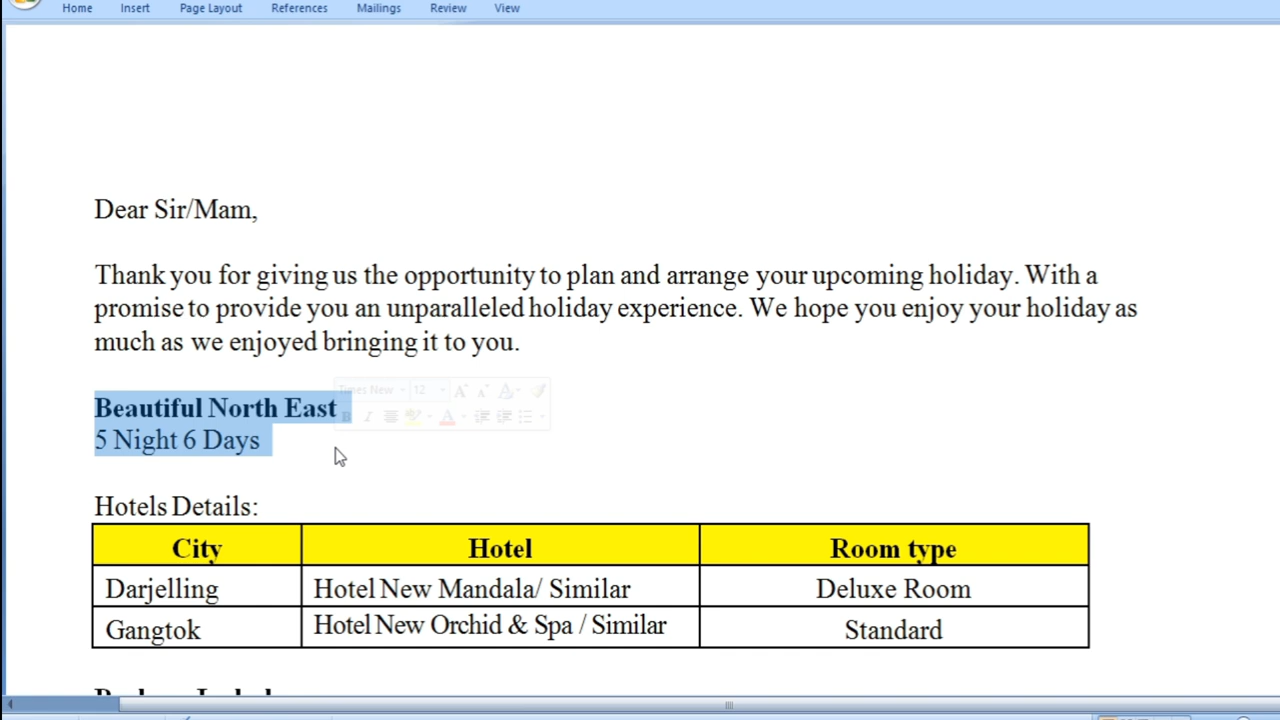 Home Insert Page Layout References Mailings Review View
Dear Sir/Mam,
Thank you for giving us the opportunity to plan and arrange your upcoming holiday. With a
promise to provide you an unparalleled holiday experience. We hope you enjoy your holiday as
much as we enjoyed bringing it to you.
Times New 12
Beautiful North East
5 Night 6 Days
Hotels Details:
City Hotel Room type
Darjelling Hotel New Mandala/ Similar Deluxe Room
Gangtok Hotel New Orchid & Spa / Similar Standard